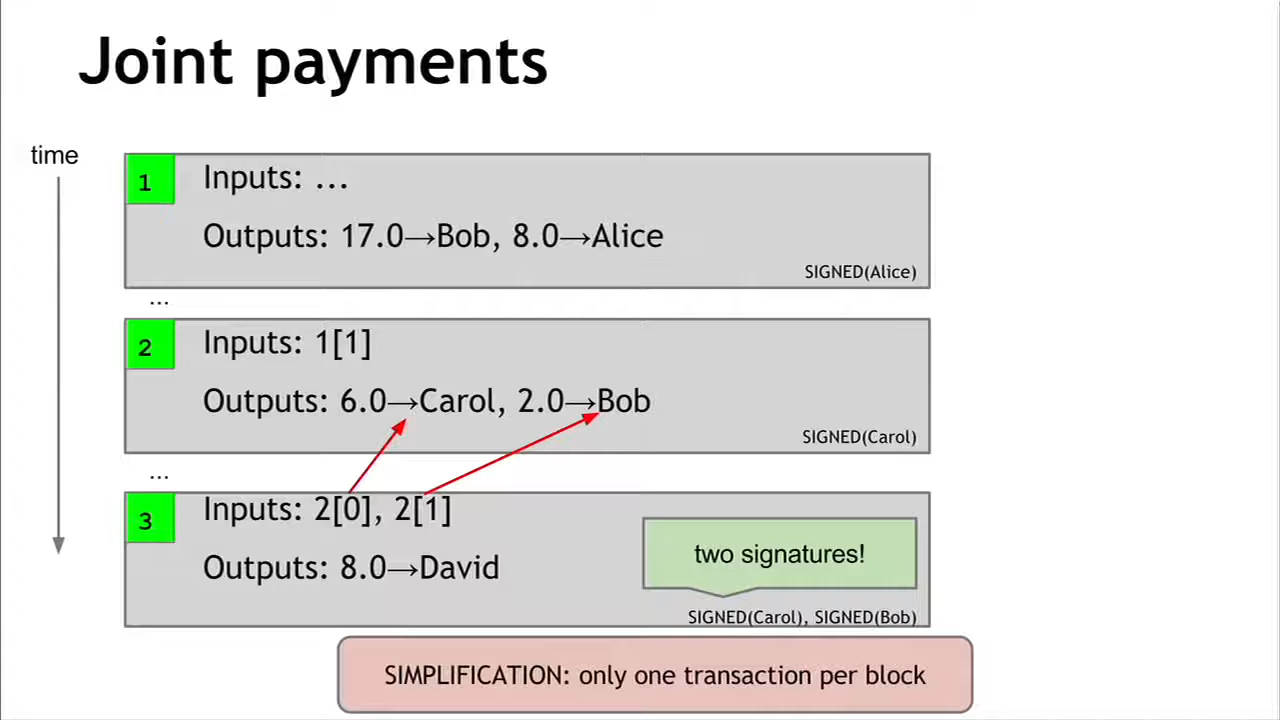 Joint payments
time
1
Inputs: ...
Outputs: 17.0→Bob, 8.0→Alice
SIGNED(Alice)
...
2
Inputs: 1[1]
Outputs: 6.0→Carol, 2.0→Bob
SIGNED(Carol)
...
3
Inputs: 2[0], 2[1]
Outputs: 8.0→David
two signatures!
SIGNED(Carol), SIGNED(Bob)
SIMPLIFICATION: only one transaction per block